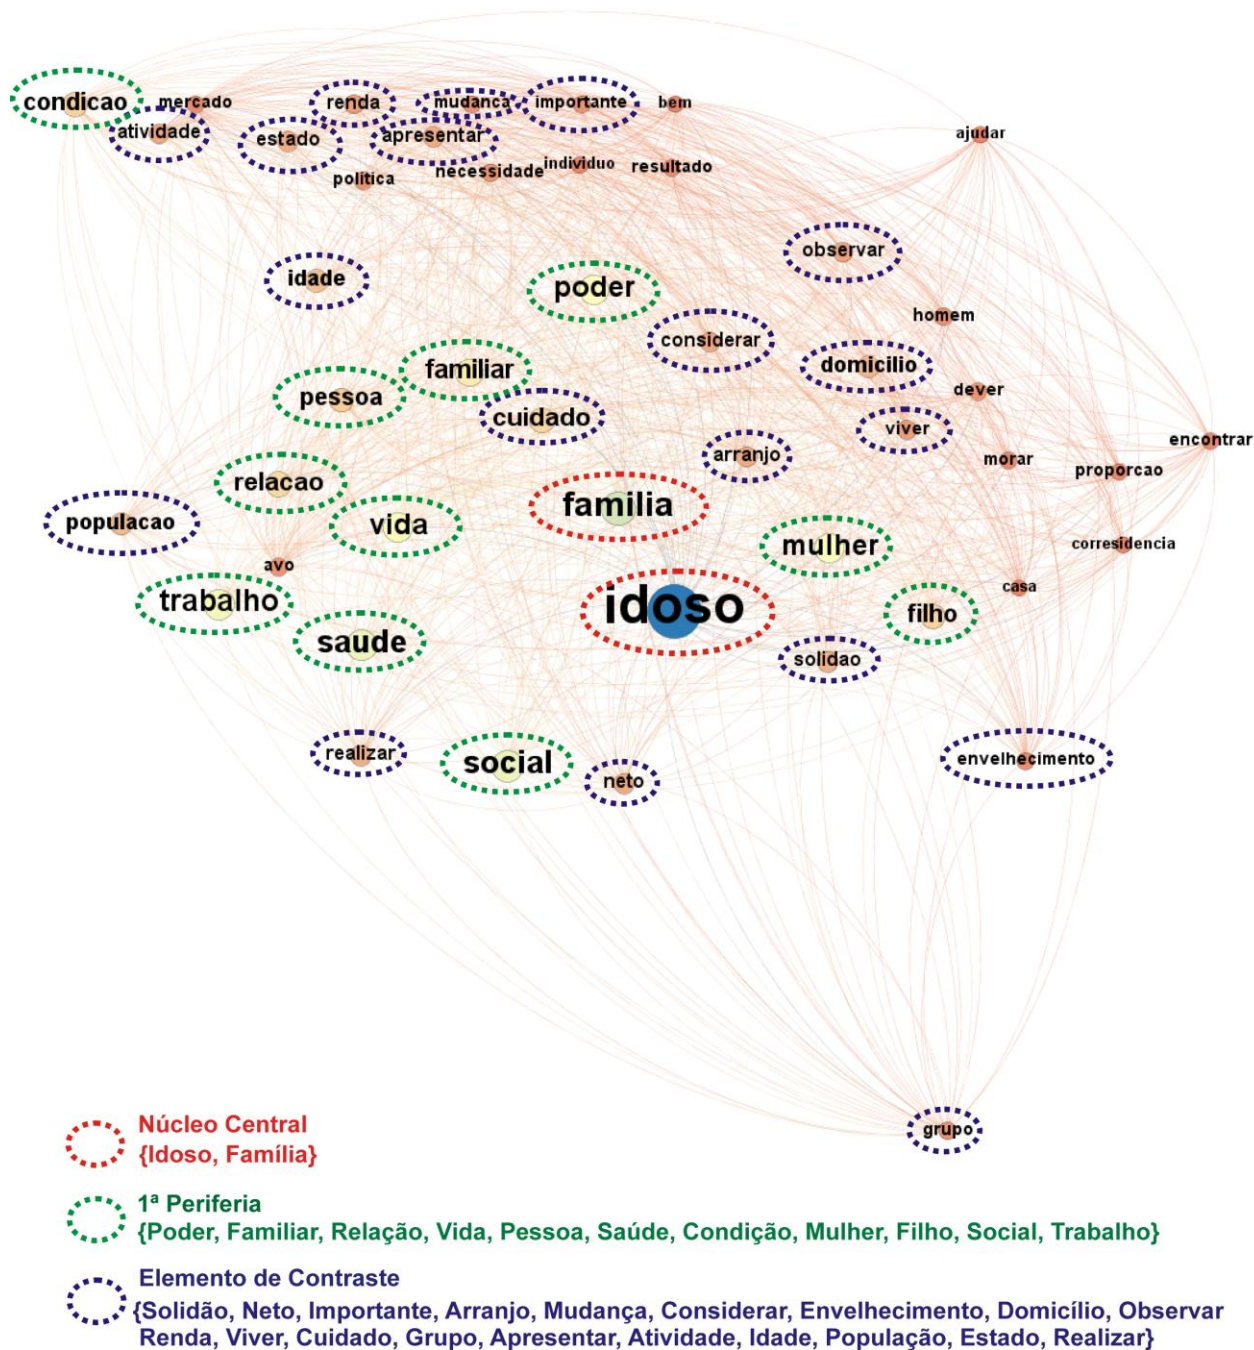 condicao
mercado
renda
mudanca
importante
bem
atividade
estado
apresentar
ajudar
politica
necessidade
individuo
resultado
observar
idade
poder
homem
considerar
familiar
domicilio
pessoa
dever
cuidado
viver
arranjo
encontrar
morar
proporcao
relacao
familia
populacao
vida
mulher
corresidencia
avo
casa
trabalho
idoso
filho
saude
solidao
realizar
social
neto
envelhecimento
grupo
Núcleo Central
{Idoso, Família}
1ª Periferia
{Poder, Familiar, Relação, Vida, Pessoa, Saúde, Condição, Mulher, Filho, Social, Trabalho}
Elemento de Contraste
{Solidão, Neto, Importante, Arranjo, Mudança, Considerar, Envelhecimento, Domicílio, Observar
Renda, Viver, Cuidado, Grupo, Apresentar, Atividade, Idade, População, Estado, Realizar}